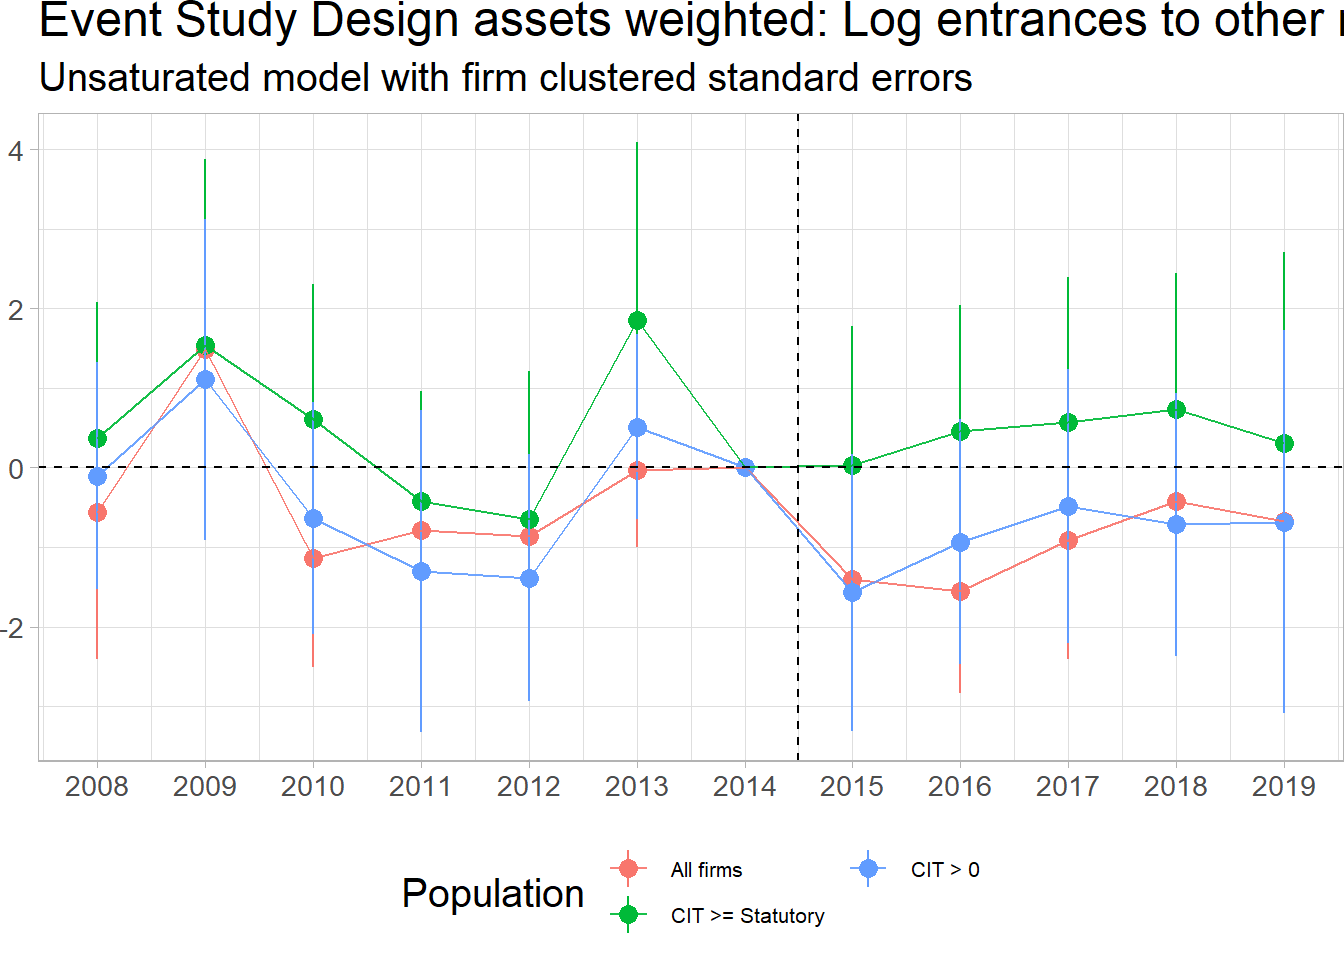 Event Study Design assets weighted: Log entrances to other
Unsaturated model with firm clustered standard errors
4
2
0
-2
2008 2009 2010 2011 2012 2013 2014 2015 2016 2017 2018 2019
Population
All firms
CIT > 0
CIT >= Statutory